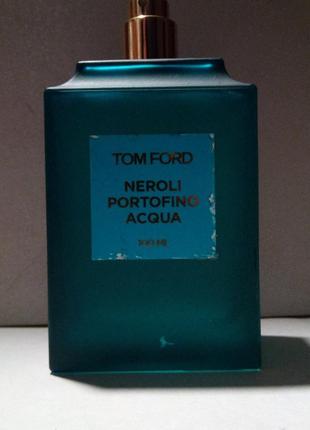 TOM FORD
NEROLI
PORTOFINO
ACQUA
100 ML